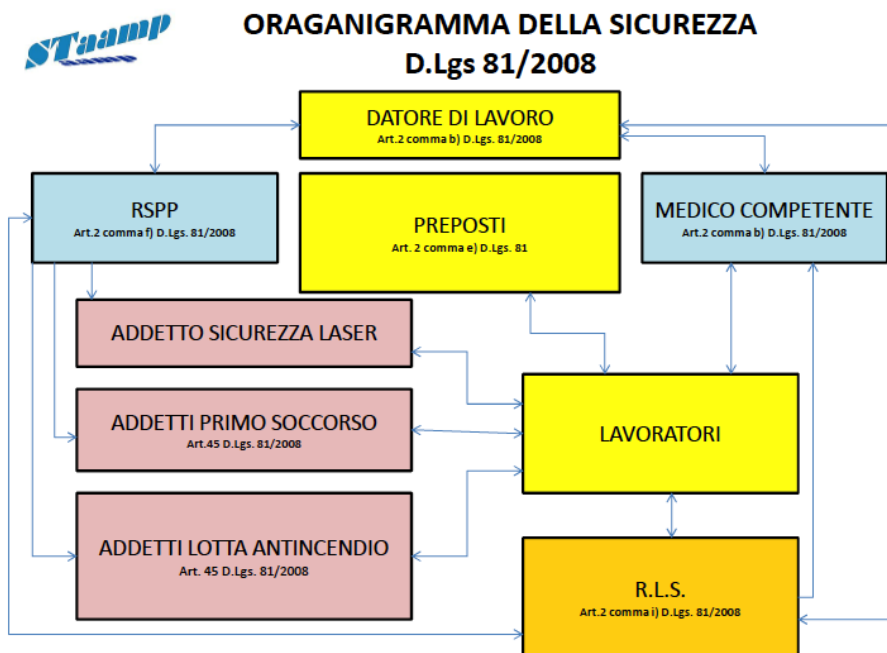 STaamp
ORAGANIGRAMMA DELLA SICUREZZA
D.Lgs 81/2008
DATORE DI LAVORO
Art.2 comma b) D.Lgs. 81/2008
RSPP
Art.2 comma f) D.Lgs. 81/2008
PREPOSTI
Art. 2 comma e) D.Lgs. 81
MEDICO COMPETENTE
Art.2 comma b) D.Lgs. 81/2008
ADDETTO SICUREZZA LASER
ADDETTI PRIMO SOCCORSO
Art.45 D.Lgs. 81/2008
LAVORATORI
ADDETTI LOTTA ANTINCENDIO
Art. 45 D.Lgs. 81/2008
R.L.S.
Art.2 comma i) D.Lgs. 81/2008